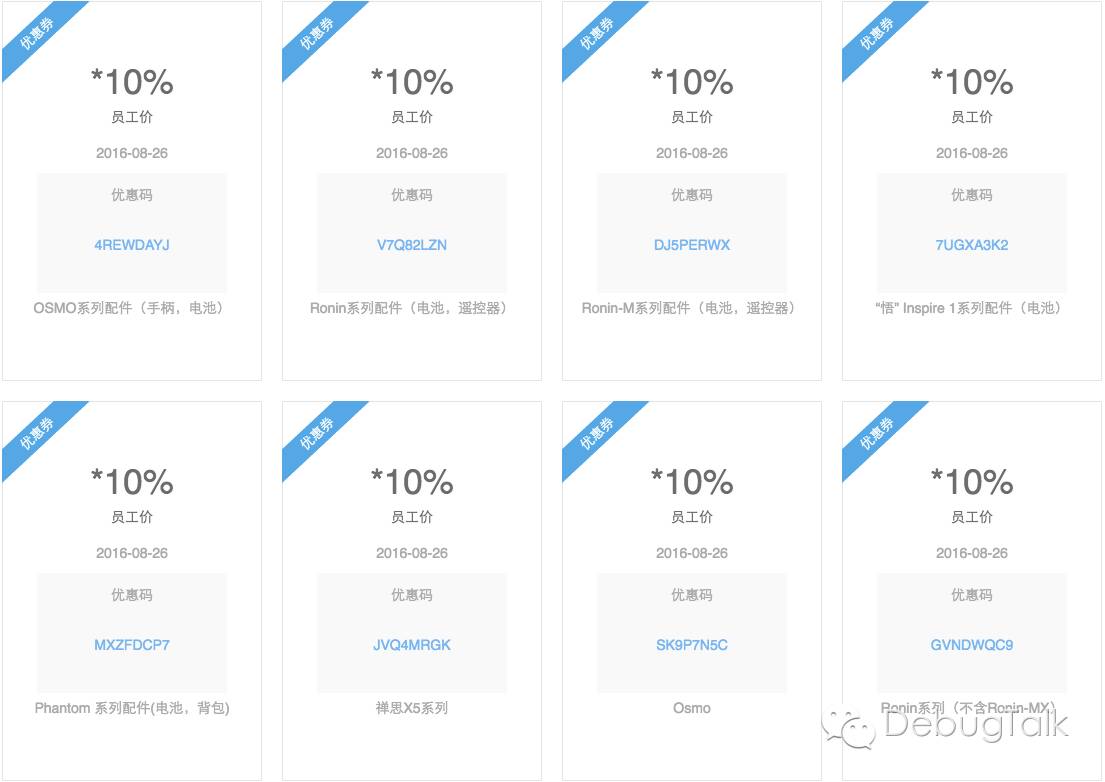 优惠券
*10%
员工价
2016-08-26
优惠码
4REWDAYJ
OSMO系列配件（手柄，电池）
优惠券
*10%
员工价
2016-08-26
优惠码
V7Q82LZN
Ronin系列配件（电池，遥控器）
优惠券
*10%
员工价
2016-08-26
优惠码
DJ5PERWX
Ronin-M系列配件（电池，遥控器）
优惠券
*10%
员工价
2016-08-26
优惠码
7UGXA3K2
“悟” Inspire 1系列配件（电池）
优惠券
*10%
员工价
2016-08-26
优惠码
MXZFDCP7
Phantom 系列配件(电池，背包)
优惠券
*10%
员工价
2016-08-26
优惠码
JVQ4MRGK
禅思X5系列
优惠券
*10%
员工价
2016-08-26
优惠码
SK9P7N5C
Osmo
优惠券
*10%
员工价
2016-08-26
优惠码
GVNDWQC9
Ronin系列（不含Ronin-MX）
DebugTalk